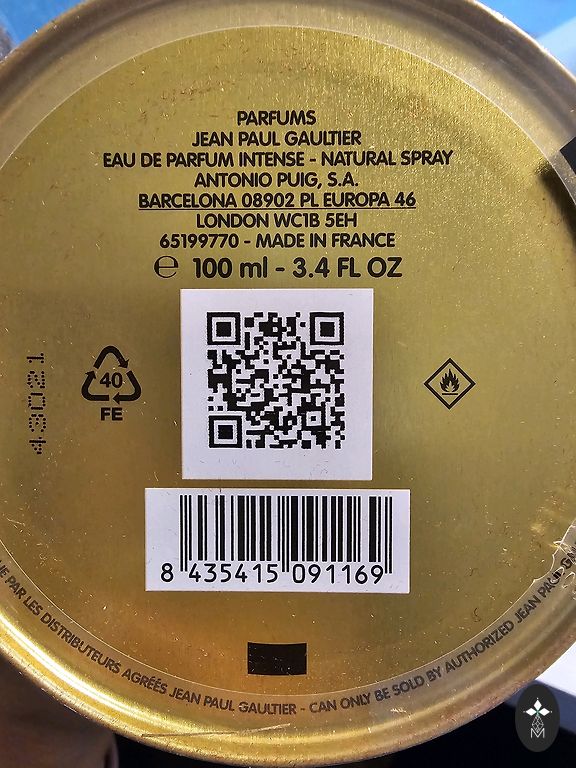 PARFUMS
JEAN PAUL GAULTIER
EAU DE PARFUM INTENSE - NATURAL SPRAY
ANTONIO PUIG, S.A.
BARCELONA 08902 PL EUROPA 46
LONDON WC1B 5EH
65199770 - MADE IN FRANCE
℮ 100 ml - 3.4 FL OZ
43021
40
FE
8 435415 091169
PAR LES DISTRIBUTEURS AGRÉÉS JEAN PAUL GAULTIER - CAN ONLY BE SOLD BY AUTHORIZED JEAN PAUL